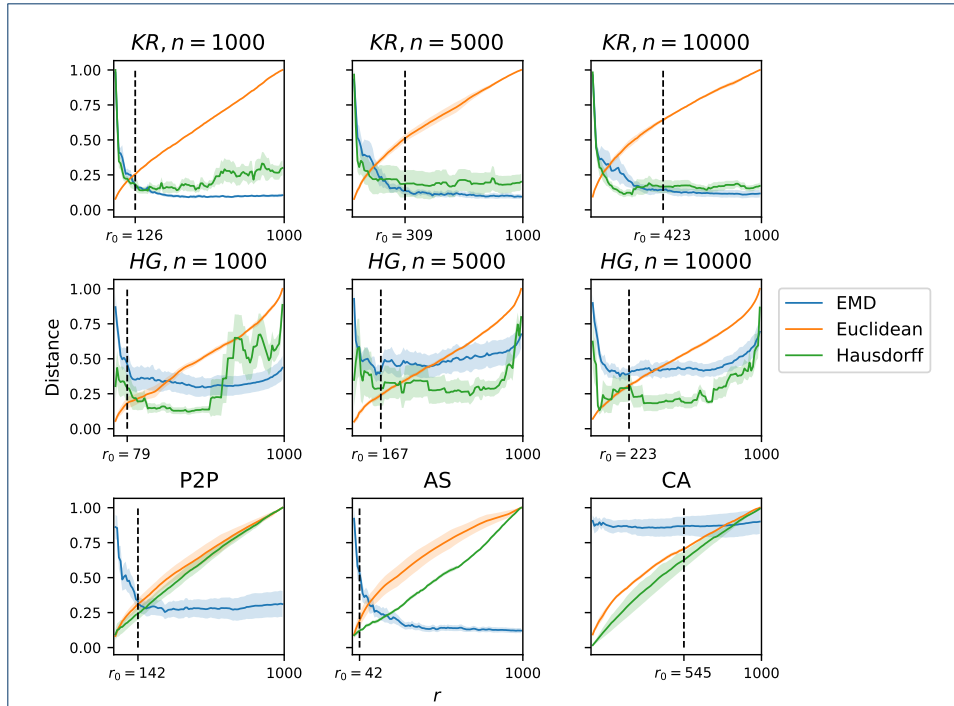 KR, n = 1000
KR, n = 5000
KR, n = 10000
1.00
0.75
0.50
0.25
0.00
r₀ = 126
1000
r₀ = 309
1000
r₀ = 423
1000
HG, n = 1000
HG, n = 5000
HG, n = 10000
1.00
0.75
0.50
0.25
0.00
Distance
r₀ = 79
1000
r₀ = 167
1000
r₀ = 223
1000
EMD
Euclidean
Hausdorff
P2P
AS
CA
1.00
0.75
0.50
0.25
0.00
r₀ = 142
1000
r₀ = 42
1000
r₀ = 545
1000
r